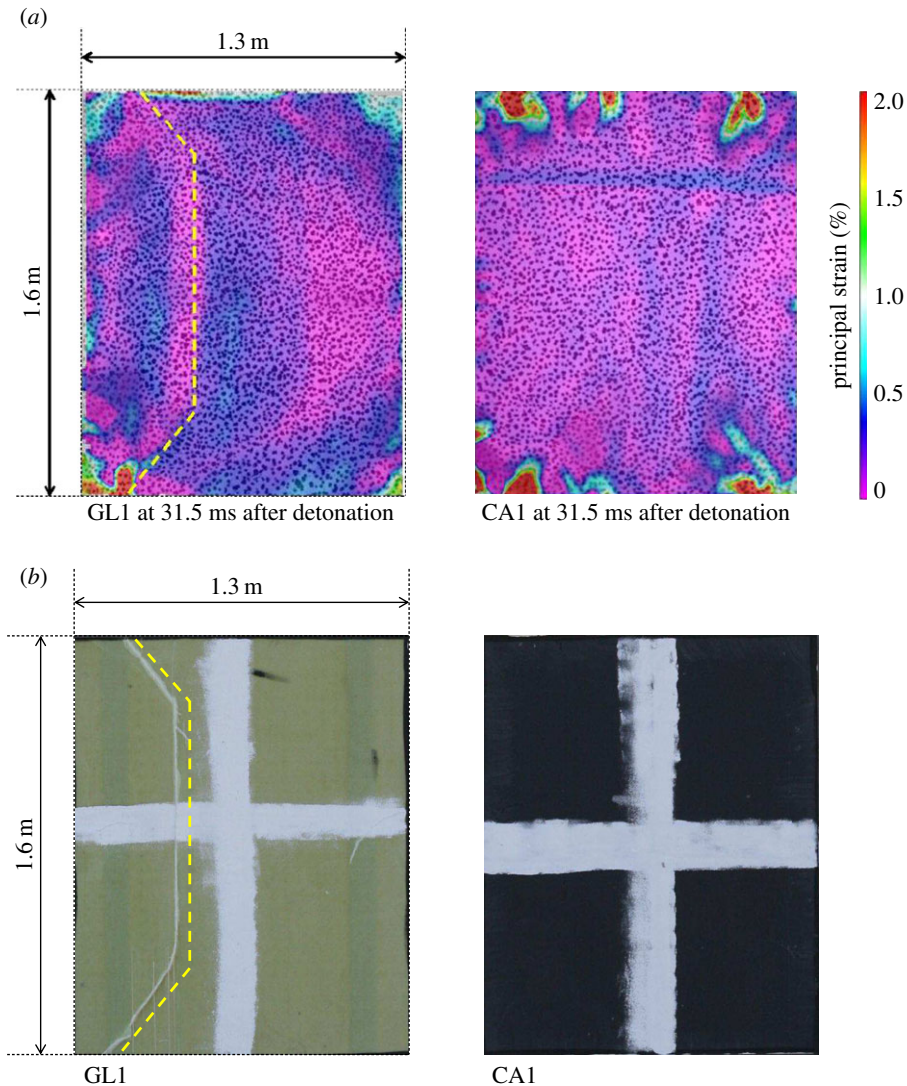 (a)
1.3 m
1.6 m
2.0
1.5
1.0
0.5
0
principal strain (%)
GL1 at 31.5 ms after detonation
CA1 at 31.5 ms after detonation
(b)
1.3 m
1.6 m
GL1
CA1